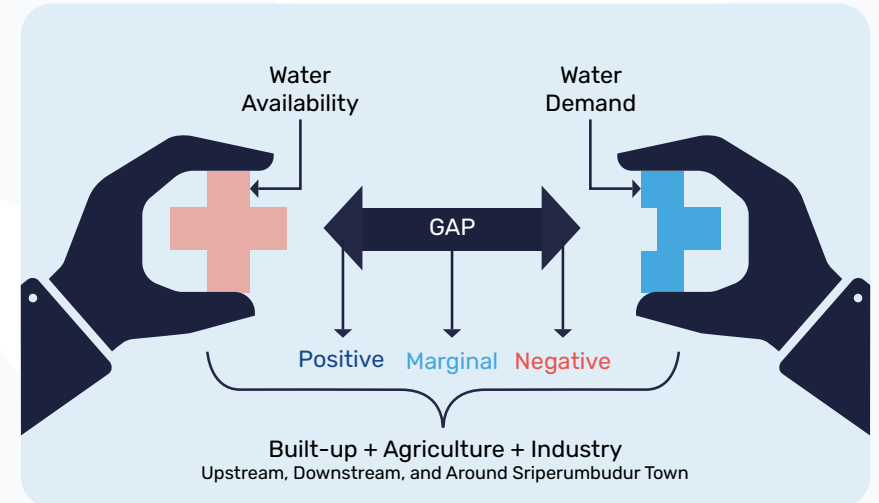 Water
Availability
Water
Demand
GAP
Positive Marginal Negative
Built-up + Agriculture + Industry
Upstream, Downstream, and Around Sriperumbudur Town